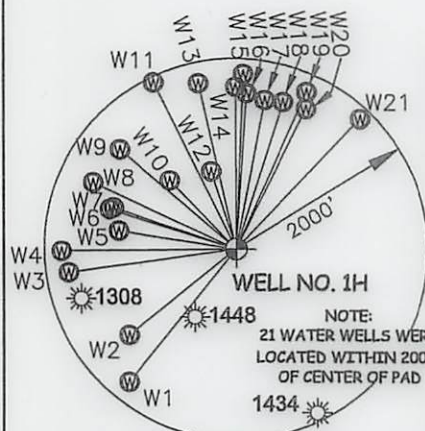 W11
W13
W14
W15
W16
W17
W18
W19
W20
W21
W9
W10
W12
W8
W7
W6
W5
W4
W3
2000'
WELL NO. 1H
1308
1448
NOTE:
21 WATER WELLS WER
LOCATED WITHIN 200
OF CENTER OF PAD
W2
W1
1434